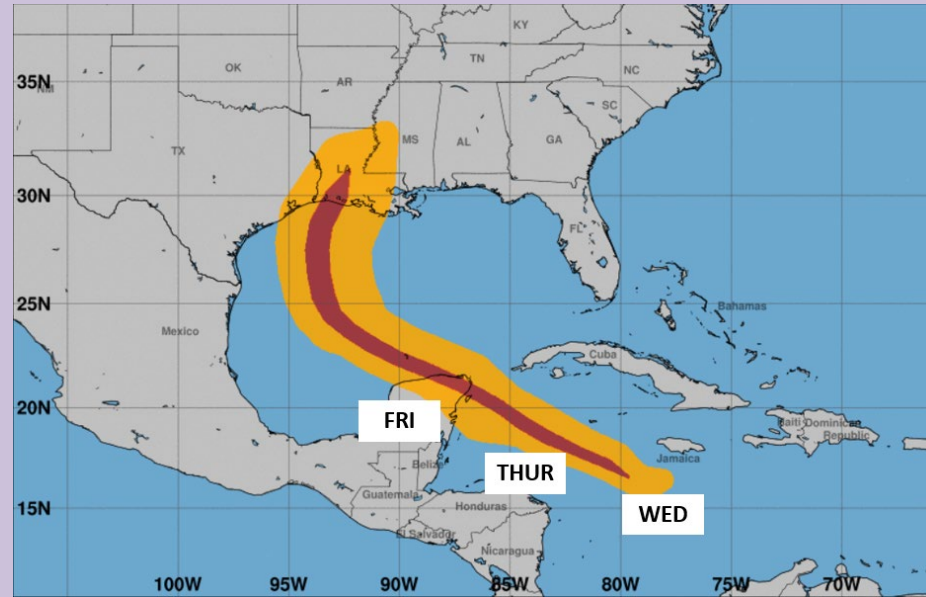 KY
TN
NC
35N
NM
OK
AR
SC
TX
MS
AL
GA
LA
30N
FL
25N
Bahamas
Mexico
Cuba
20N
FRI
Haiti
Dominican
Republic
Jamaica
Belize
THUR
Guatemala
Honduras
WED
15N
El Salvador
Nicaragua
100W
95W
90W
85W
80W
75W
70W